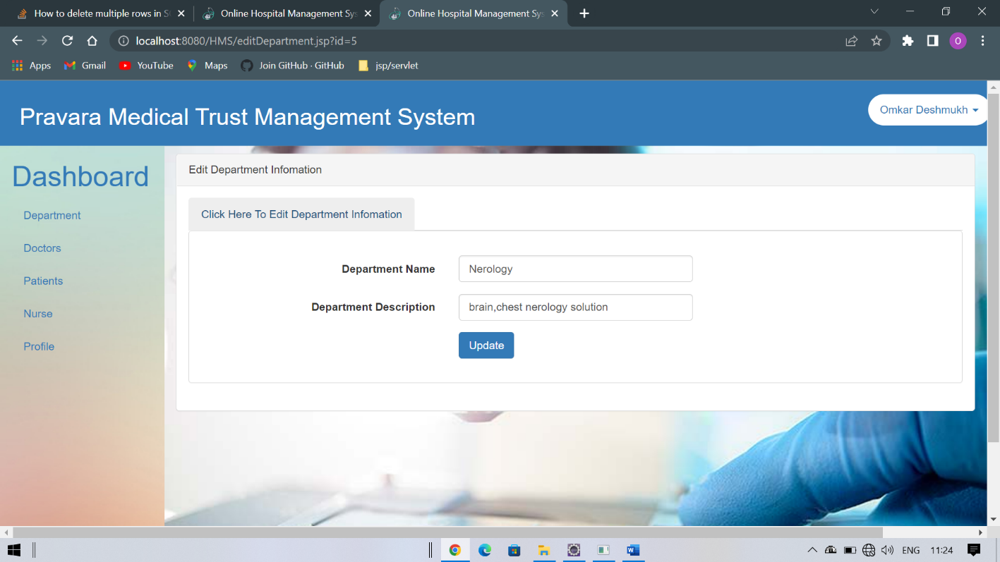 How to delete multiple rows in S
Online Hospital Management Sys
Online Hospital Management Sys
localhost:8080/HMS/editDepartment.jsp?id=5
O
Apps Gmail YouTube Maps Join GitHub · GitHub jsp/servlet
Pravara Medical Trust Management System
Omkar Deshmukh
Dashboard
Department
Doctors
Patients
Nurse
Profile
Edit Department Infomation
Click Here To Edit Department Infomation
Department Name Nerology
Department Description brain,chest nerology solution
Update
ENG 11:24